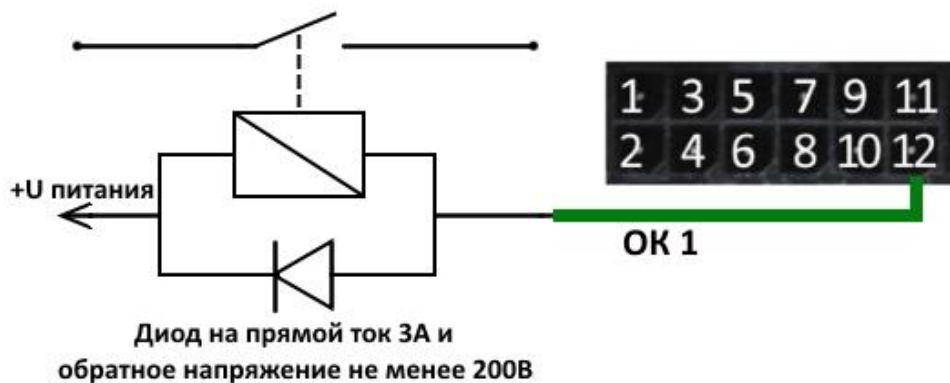 1 3 5 7 9 11
2 4 6 8 10 12
+U питания
ОК 1
Диод на прямой ток 3А и
обратное напряжение не менее 200В